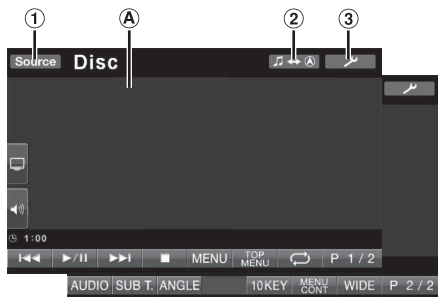 1 A 2 3
Source Disc
1:00
MENU TOP MENU P 1/2
AUDIO SUB T. ANGLE 10KEY MENU CONT WIDE P 2/2